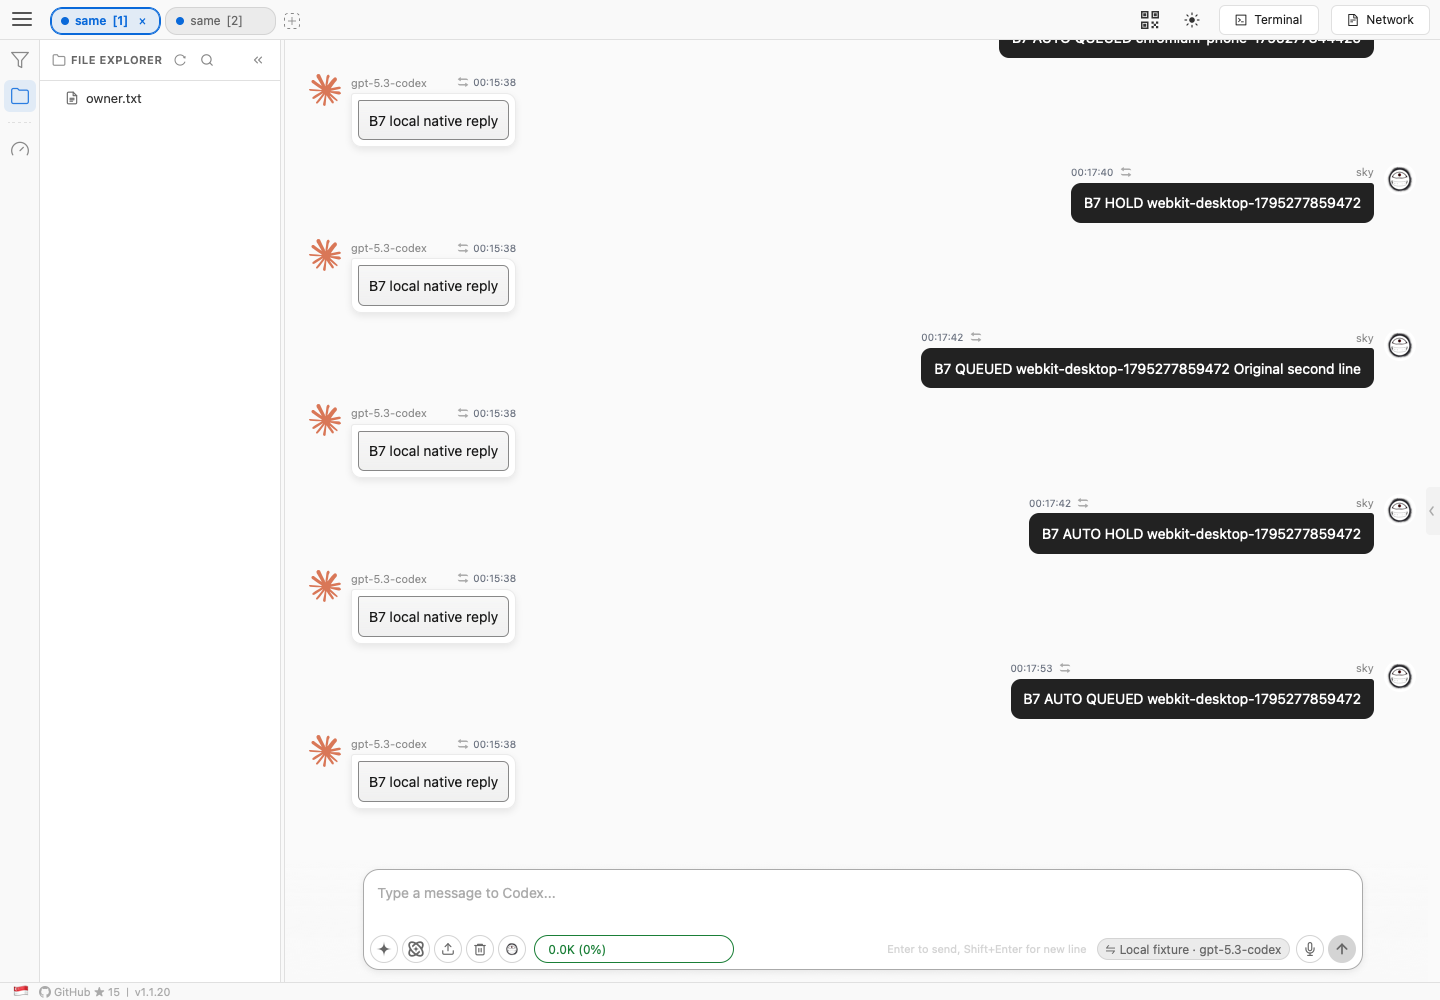 same [1] ×
same [2]
Terminal
Network
FILE EXPLORER
owner.txt
B7 AUTO QUEUED chromium-phone-1795277844426
gpt-5.3-codex 00:15:38
B7 local native reply
00:17:40 sky
B7 HOLD webkit-desktop-1795277859472
gpt-5.3-codex 00:15:38
B7 local native reply
00:17:42 sky
B7 QUEUED webkit-desktop-1795277859472 Original second line
gpt-5.3-codex 00:15:38
B7 local native reply
00:17:42 sky
B7 AUTO HOLD webkit-desktop-1795277859472
gpt-5.3-codex 00:15:38
B7 local native reply
00:17:53 sky
B7 AUTO QUEUED webkit-desktop-1795277859472
gpt-5.3-codex 00:15:38
B7 local native reply
Type a message to Codex...
0.0K (0%)
Enter to send, Shift+Enter for new line
Local fixture · gpt-5.3-codex
GitHub ★ 15 | v1.1.20